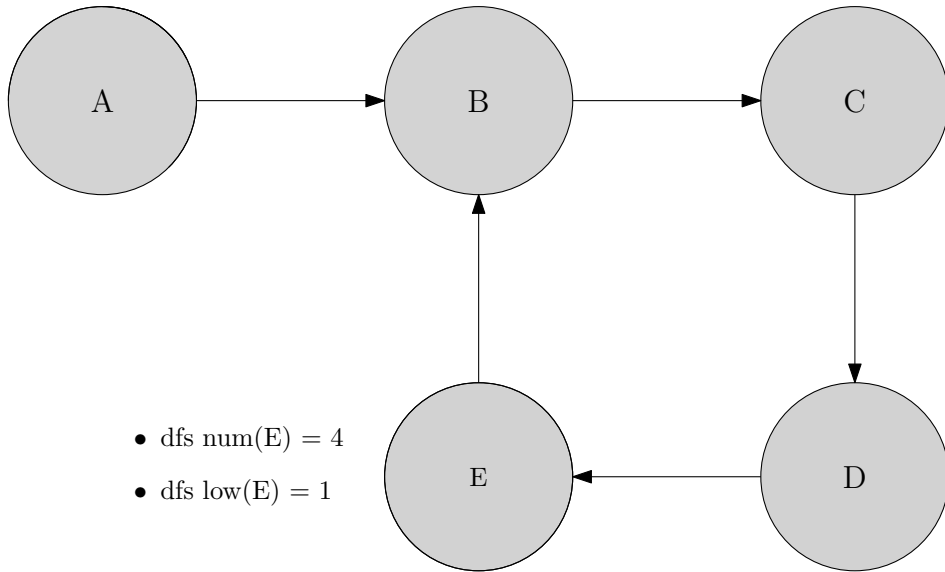 A B C
• dfs num(E) = 4
• dfs low(E) = 1
E D